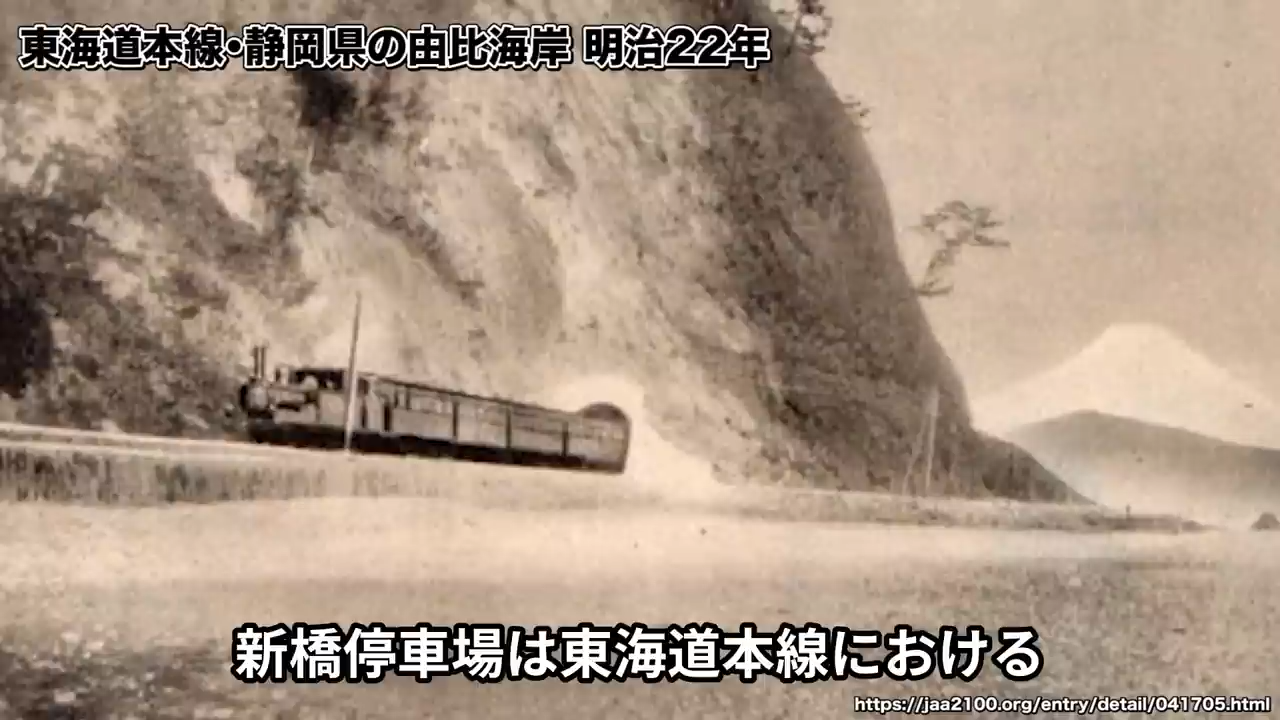 東海道本線・静岡県の由比海岸 明治22年
新橋停車場は東海道本線における
https://jaa2100.org/entry/detail/041705.html